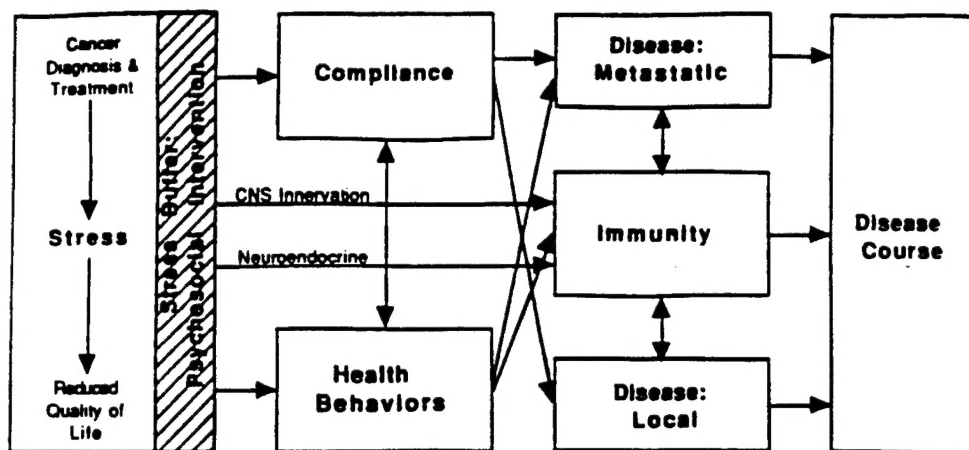 Cancer
Diagnosis &
Treatment
Stress
Reduced
Quality of
Life
Stress Buffer:
Psychosocial Intervention
Compliance
CNS Innervation
Neuroendocrine
Health
Behaviors
Disease:
Metastatic
Immunity
Disease:
Local
Disease
Course